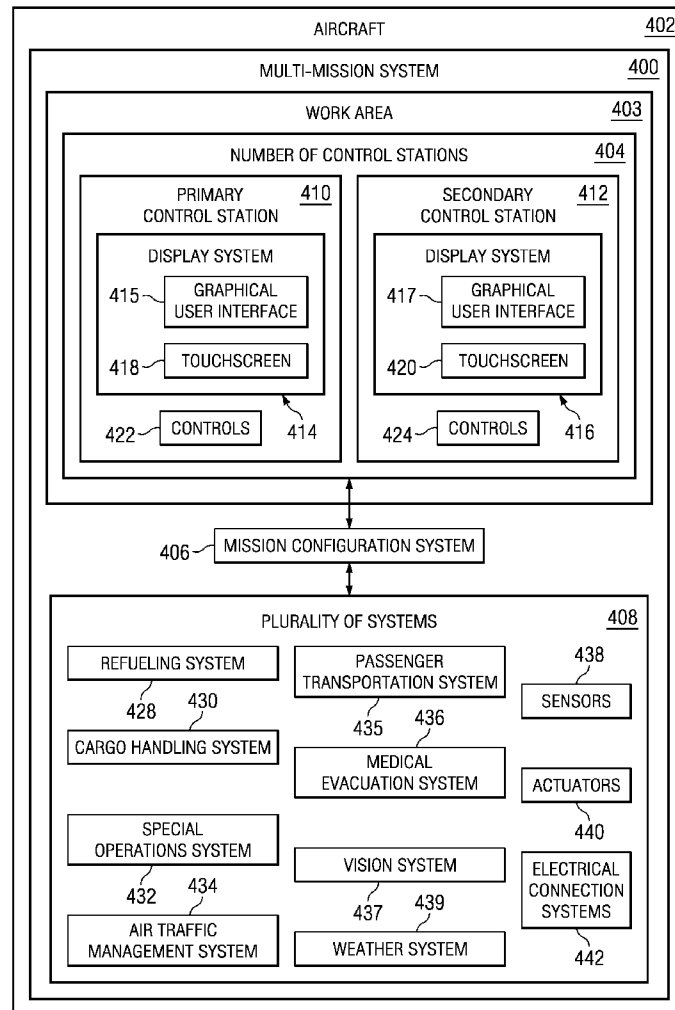 AIRCRAFT 402
MULTI-MISSION SYSTEM 400
WORK AREA 403
NUMBER OF CONTROL STATIONS 404
PRIMARY 410
CONTROL STATION
DISPLAY SYSTEM
415 GRAPHICAL
USER INTERFACE
418 TOUCHSCREEN
422 CONTROLS 414
SECONDARY 412
CONTROL STATION
DISPLAY SYSTEM
417 GRAPHICAL
USER INTERFACE
420 TOUCHSCREEN
424 CONTROLS 416
406 MISSION CONFIGURATION SYSTEM
PLURALITY OF SYSTEMS 408
REFUELING SYSTEM
428 430
CARGO HANDLING SYSTEM
SPECIAL
OPERATIONS SYSTEM
432 434
AIR TRAFFIC
MANAGEMENT SYSTEM
PASSENGER
TRANSPORTATION SYSTEM
435 436
MEDICAL
EVACUATION SYSTEM
VISION SYSTEM
437 439
WEATHER SYSTEM
438
SENSORS
ACTUATORS
440
ELECTRICAL
CONNECTION
SYSTEMS
442